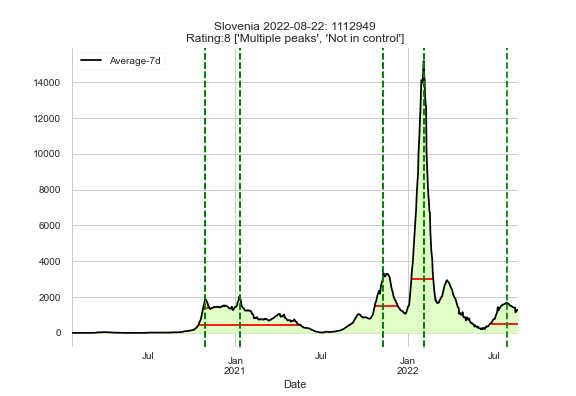 Slovenia 2022-08-22: 1112949
Rating:8 ['Multiple peaks', 'Not in control']
Average-7d
14000
12000
10000
8000
6000
4000
2000
0
Jul
Jan
2021
Jul
Jan
2022
Jul
Date